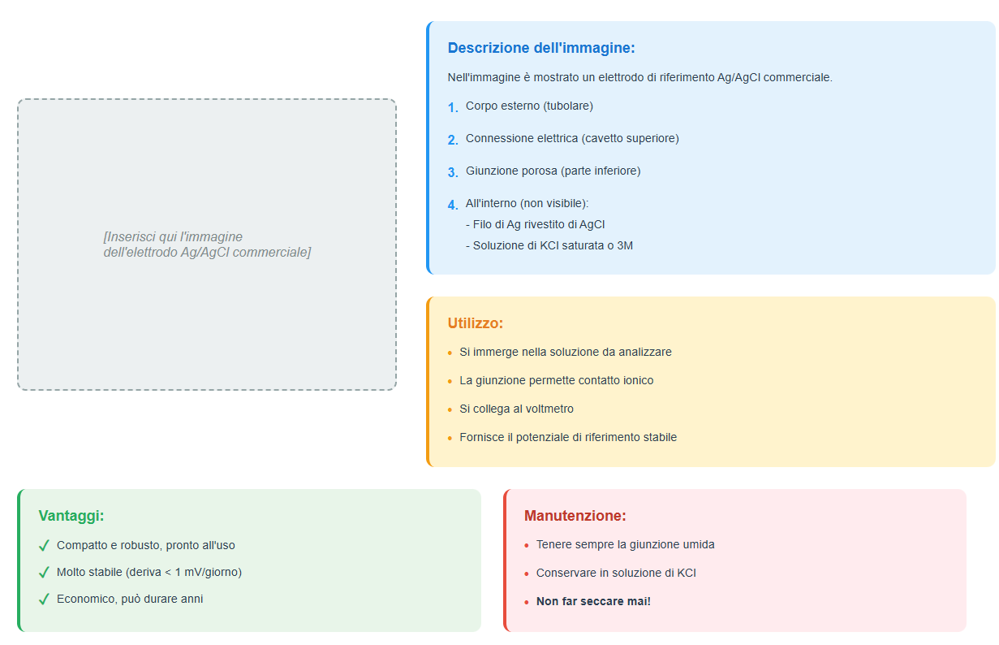 [Inserisci qui l'immagine
dell'elettrodo Ag/AgCl commerciale]
Descrizione dell'immagine:
Nell'immagine è mostrato un elettrodo di riferimento Ag/AgCl commerciale.
1. Corpo esterno (tubolare)
2. Connessione elettrica (cavetto superiore)
3. Giunzione porosa (parte inferiore)
4. All'interno (non visibile):
- Filo di Ag rivestito di AgCl
- Soluzione di KCl saturata o 3M
Utilizzo:
• Si immerge nella soluzione da analizzare
• La giunzione permette contatto ionico
• Si collega al voltmetro
• Fornisce il potenziale di riferimento stabile
Vantaggi:
✓ Compatto e robusto, pronto all'uso
✓ Molto stabile (deriva < 1 mV/giorno)
✓ Economico, può durare anni
Manutenzione:
• Tenere sempre la giunzione umida
• Conservare in soluzione di KCl
• Non far seccare mai!